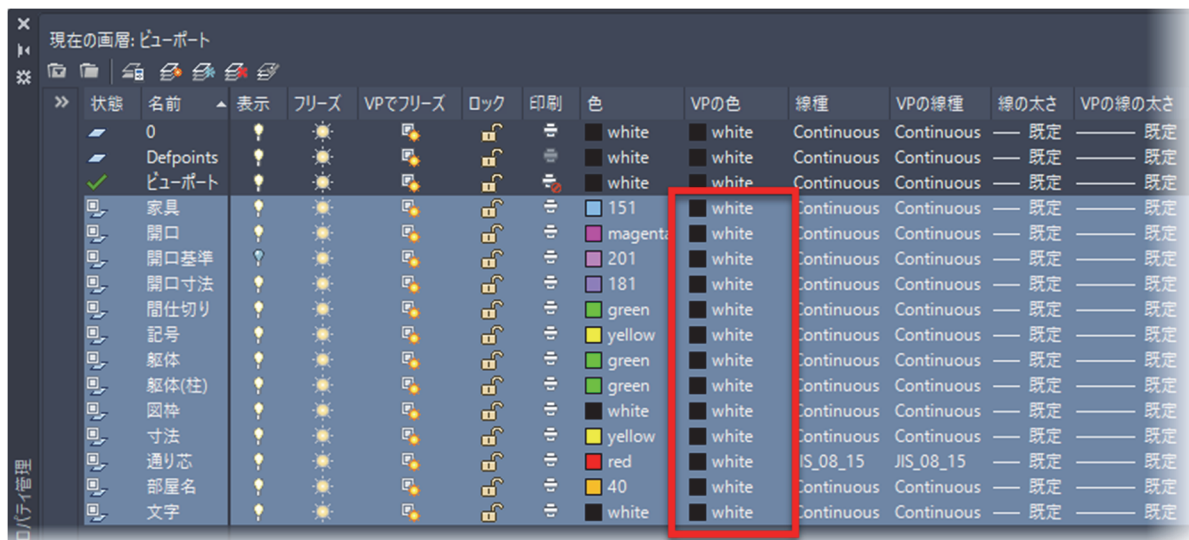 現在の画層: ビューポート
状態 名前 表示 フリーズ VPでフリーズ ロック 印刷 色 VPの色 線種 VPの線種 線の太さ VPの線の太さ
0 white white Continuous Continuous 既定 既定
Defpoints white white Continuous Continuous 既定 既定
ビューポート white white Continuous Continuous 既定 既定
家具 151 white Continuous Continuous 既定 既定
開口 magenta white Continuous Continuous 既定 既定
開口基準 201 white Continuous Continuous 既定 既定
開口寸法 181 white Continuous Continuous 既定 既定
間仕切り green white Continuous Continuous 既定 既定
記号 yellow white Continuous Continuous 既定 既定
躯体 green white Continuous Continuous 既定 既定
躯体(柱) green white Continuous Continuous 既定 既定
図枠 white white Continuous Continuous 既定 既定
寸法 yellow white Continuous Continuous 既定 既定
通り芯 red white JIS_08_15 JIS_08_15 既定 既定
部屋名 40 white Continuous Continuous 既定 既定
文字 white white Continuous Continuous 既定 既定
ロパティ管理